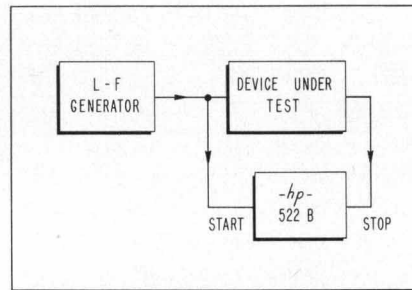 L-F
GENERATOR
DEVICE UNDER
TEST
-hp-
522 B
START
STOP